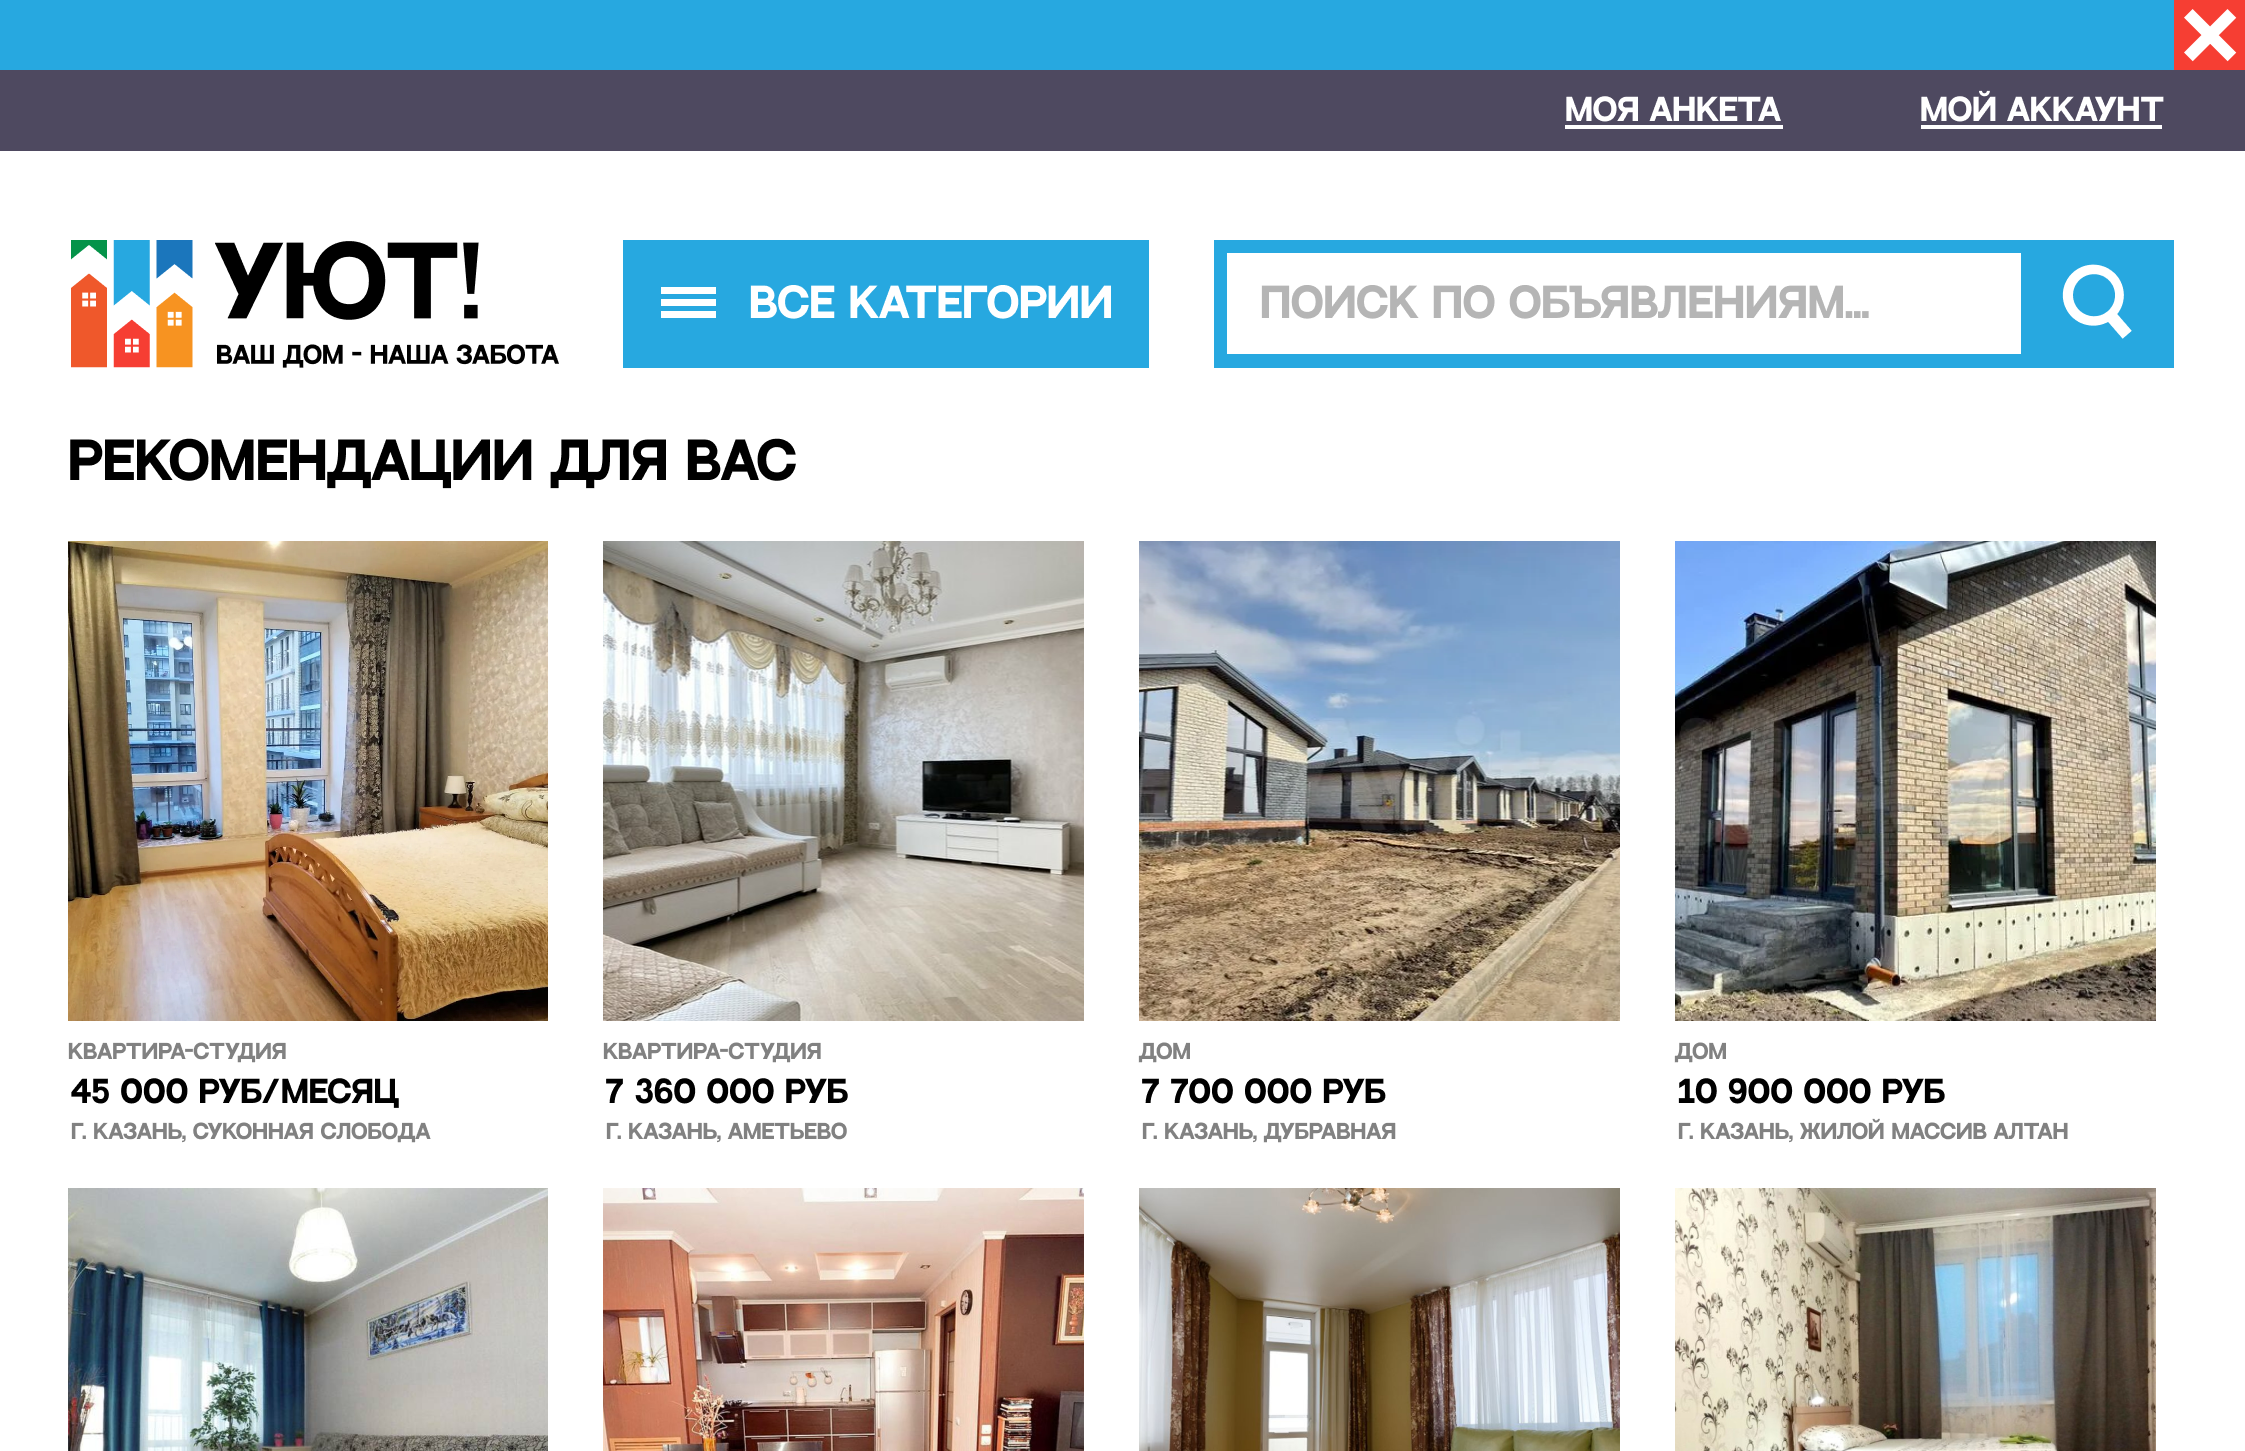 МОЯ АНКЕТА
МОЙ АККАУНТ
УЮТ!
ВАШ ДОМ - НАША ЗАБОТА
ВСЕ КАТЕГОРИИ
ПОИСК ПО ОБЪЯВЛЕНИЯМ...
РЕКОМЕНДАЦИИ ДЛЯ ВАС
КВАРТИРА-СТУДИЯ
45 000 РУБ/МЕСЯЦ
Г. КАЗАНЬ, СУКОННАЯ СЛОБОДА
КВАРТИРА-СТУДИЯ
7 360 000 РУБ
Г. КАЗАНЬ, АМЕТЬЕВО
ДОМ
7 700 000 РУБ
Г. КАЗАНЬ, ДУБРАВНАЯ
ДОМ
10 900 000 РУБ
Г. КАЗАНЬ, ЖИЛОЙ МАССИВ АЛТАН